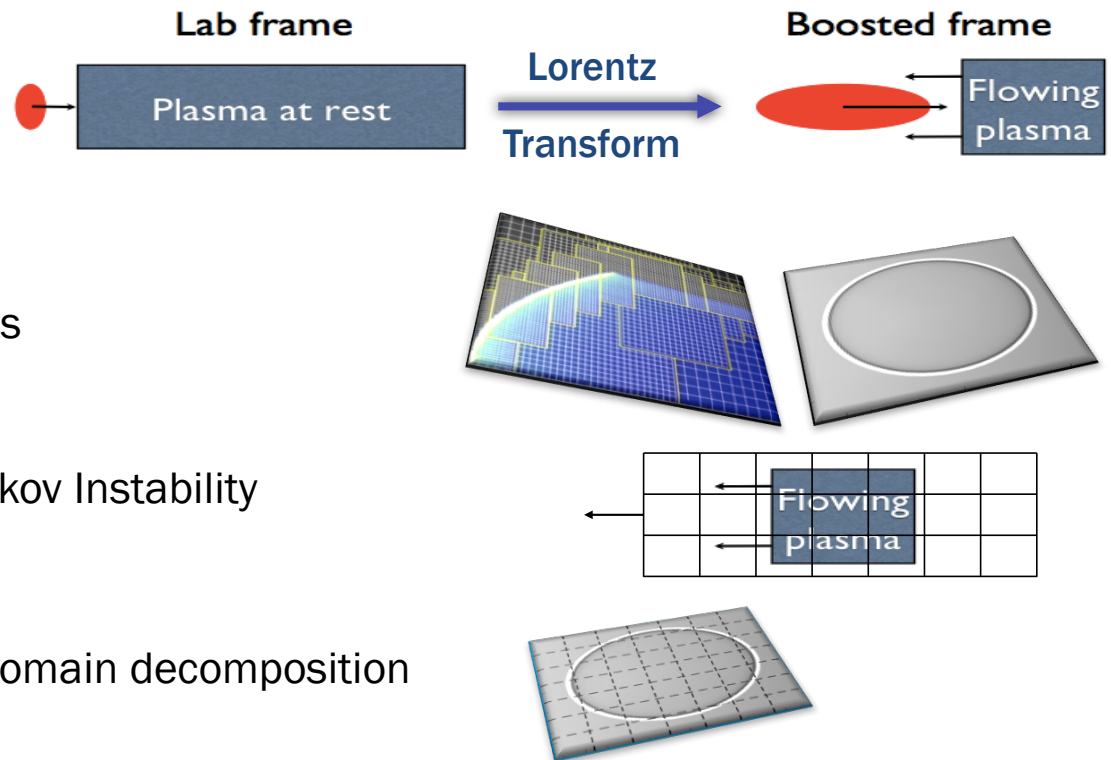 Lab frame
Boosted frame
Plasma at rest
Lorentz
Transform
Flowing
plasma
s
kov Instability
Flowing
plasma
omain decomposition